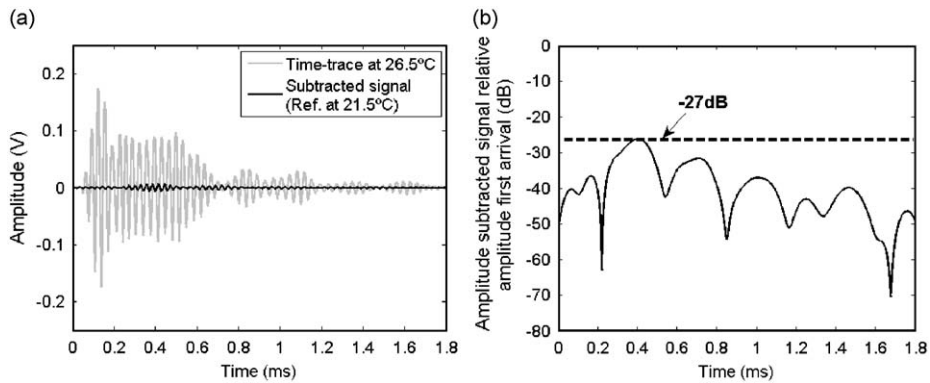 (a)
0.2
0.1
0
-0.1
-0.2
Amplitude (V)
Time-trace at 26.5ºC
Subtracted signal
(Ref. at 21.5ºC)
0 0.2 0.4 0.6 0.8 1 1.2 1.4 1.6 1.8
Time (ms)
(b)
0
-10
-20
-30
-40
-50
-60
-70
-80
Amplitude subtracted signal relative
amplitude first arrival (dB)
-27dB
0 0.2 0.4 0.6 0.8 1 1.2 1.4 1.6 1.8
Time (ms)